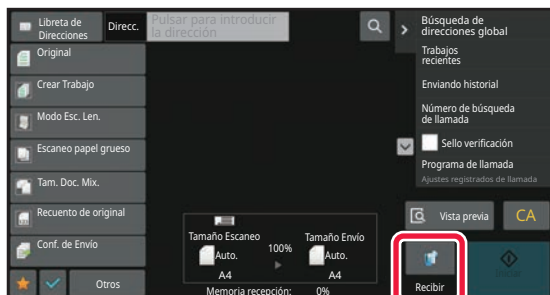 Libreta de
Direcciones
Direcc.
Pulsar para introducir
la dirección
Original
Crear Trabajo
Modo Esc. Len.
Escaneo papel grueso
Tam. Doc. Mix.
Recuento de original
Conf. de Envío
Otros
Tamaño Escaneo
100%
Tamaño Envío
Auto.
Auto.
A4
A4
Memoria recepción:
0%
Búsqueda de
direcciones global
Trabajos
recientes
Enviando historial
Número de búsqueda
de llamada
Sello verificación
Programa de llamada
Ajustes registrados de llamada
Vista previa
CA
Recibir
Iniciar